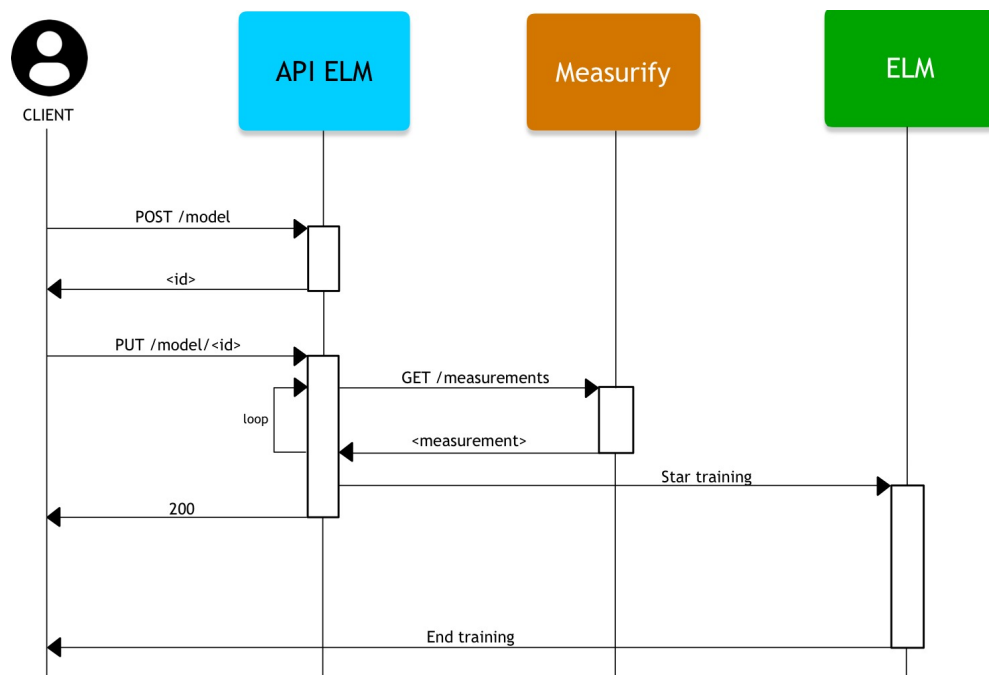 API ELM
Measurify
ELM
CLIENT
POST /model
<id>
PUT /model/<id>
GET /measurements
loop
<measurement>
Star training
200
End training